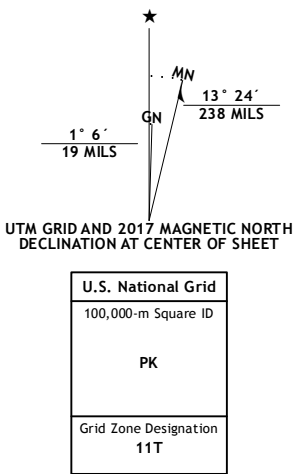 MN
GN
13° 24´
238 MILS
1° 6´
19 MILS
UTM GRID AND 2017 MAGNETIC NORTH
DECLINATION AT CENTER OF SHEET
U.S. National Grid
100,000-m Square ID
PK
Grid Zone Designation
11T